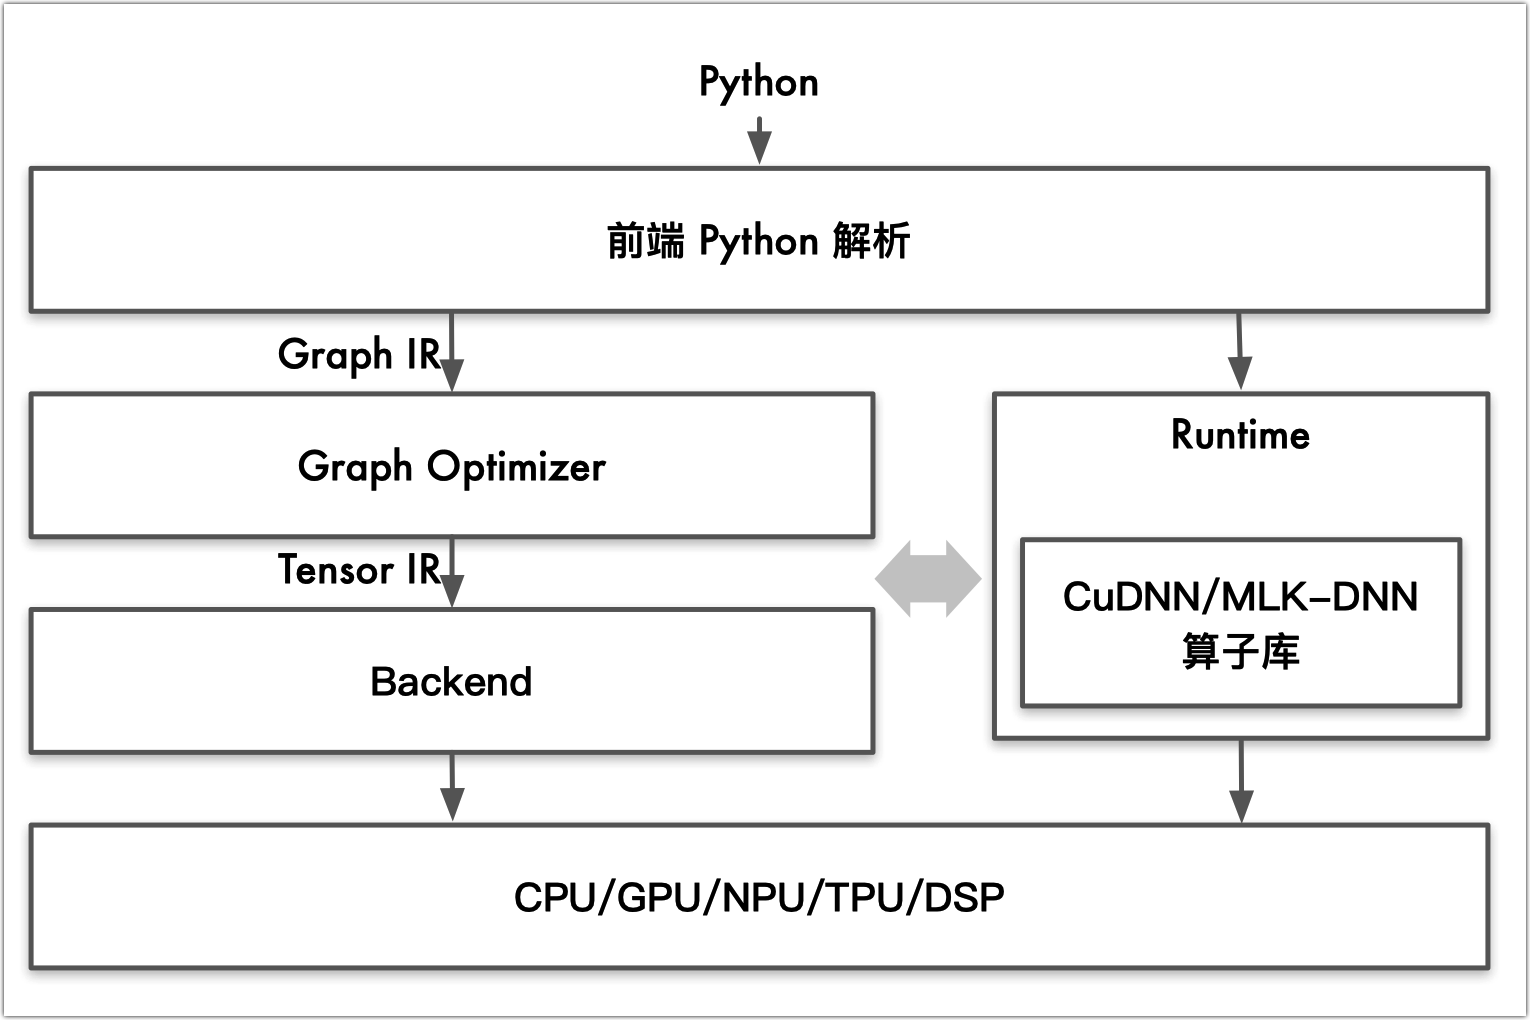 Python
前端 Python 解析
Graph IR
Graph Optimizer
Runtime
Tensor IR
CuDNN/MLK-DNN
算子库
Backend
CPU/GPU/NPU/TPU/DSP